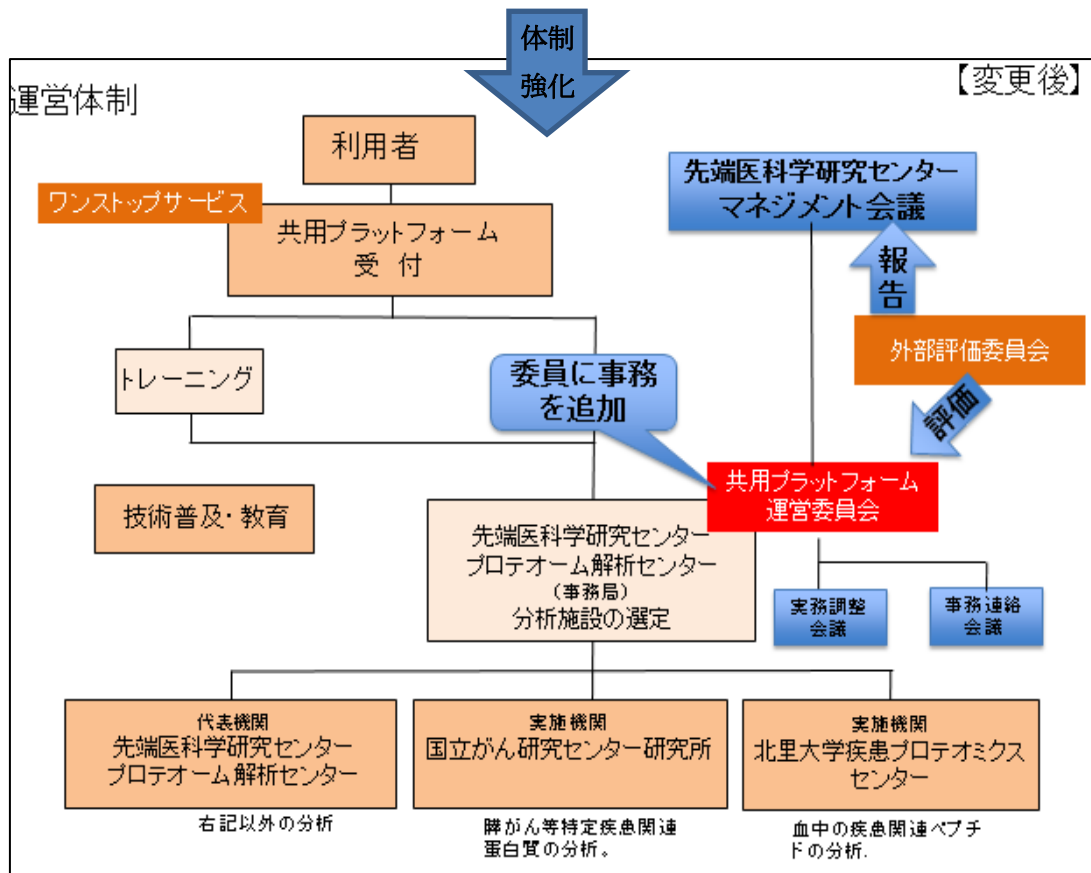 体制
強化
【変更後】
運営体制
利用者
ワンストップサービス
共用プラットフォーム
受 付
先端医科学研究センター
マネジメント会議
報
告
外部評価委員会
評価
トレーニング
委員に事務
を追加
共用プラットフォーム
運営委員会
技術普及・教育
先端医科学研究センター
プロテオーム解析センター
(事務局)
分析施設の選定
実務調整
会議
事務連絡
会議
代表機関
先端医科学研究センター
プロテオーム解析センター
右記以外の分析
実施機関
国立がん研究センター研究所
膵がん等特定疾患関連
蛋白質の分析。
実施機関
北里大学疾患プロテオミクス
センター
血中の疾患関連ペプチ
ドの分析.